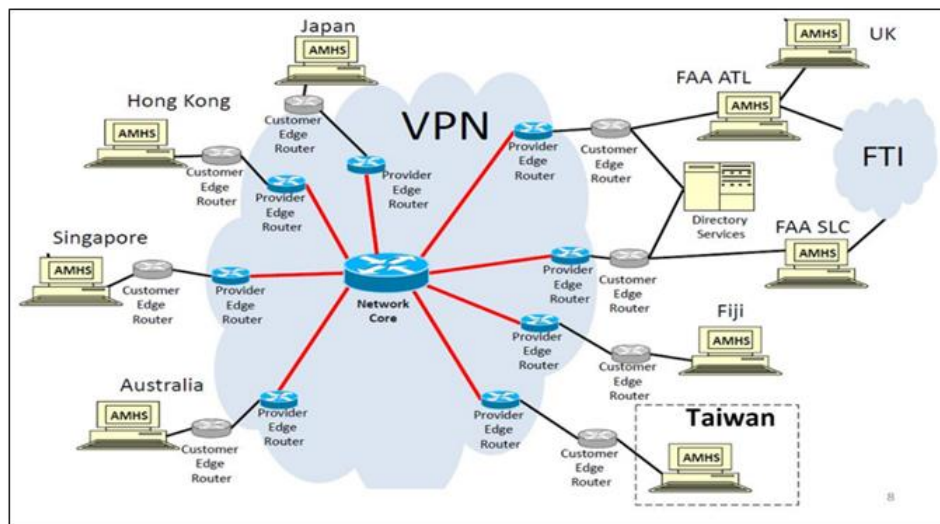 Japan
AMHS
UK
AMHS
FAA ATL
AMHS
Hong Kong
AMHS
Customer
Edge
Router
VPN
Provider
Edge
Router
Customer
Edge
Router
FTI
Customer
Edge
Router
Provider
Edge
Router
Provider
Edge
Router
Directory
Services
Singapore
AMHS
Customer
Edge
Router
Provider
Edge
Router
Network
Core
Provider
Edge
Router
Customer
Edge
Router
FAA SLC
AMHS
Fiji
AMHS
Provider
Edge
Router
Customer
Edge
Router
Australia
AMHS
Customer
Edge
Router
Provider
Edge
Router
Provider
Edge
Router
Customer
Edge
Router
Taiwan
AMHS
8